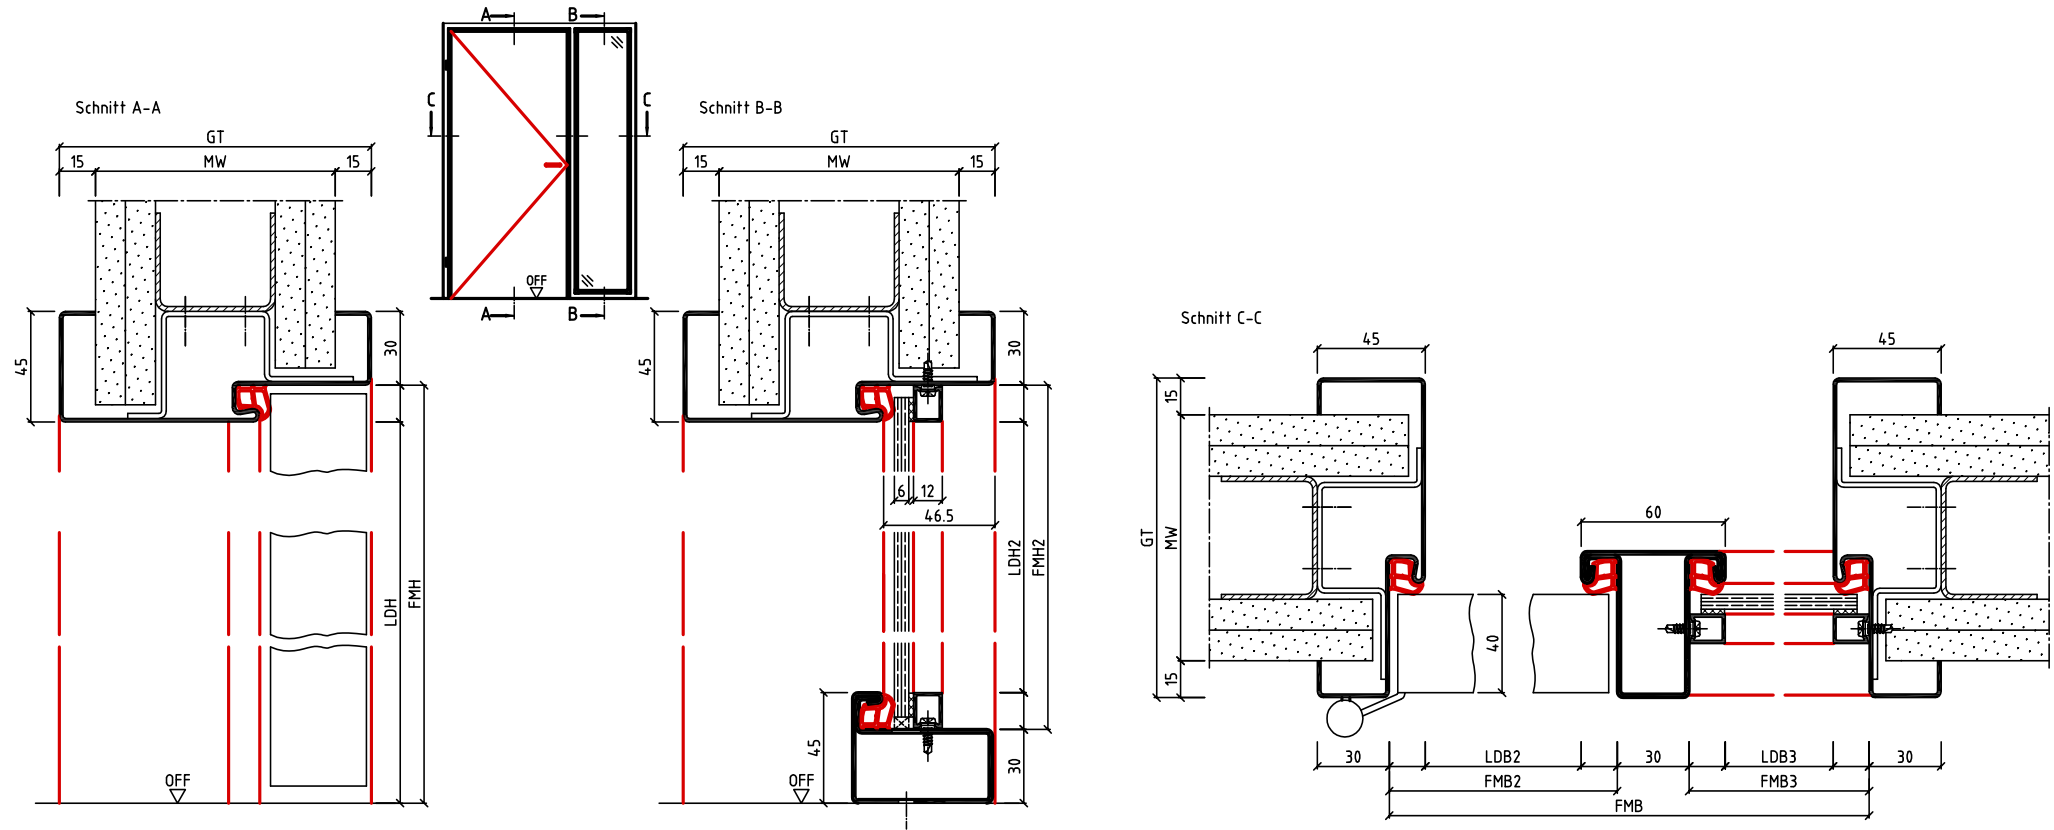 A
B
C
C
OFF
A
B
Schnitt A-A
GT
15
MW
15
45
30
LDH
FMH
OFF
Schnitt B-B
GT
15
MW
15
45
30
6
12
46.5
LDH2
FMH2
45
30
OFF
Schnitt C-C
45
45
15
GT
MW
15
60
40
30
LDB2
30
LDB3
30
FMB2
FMB3
FMB